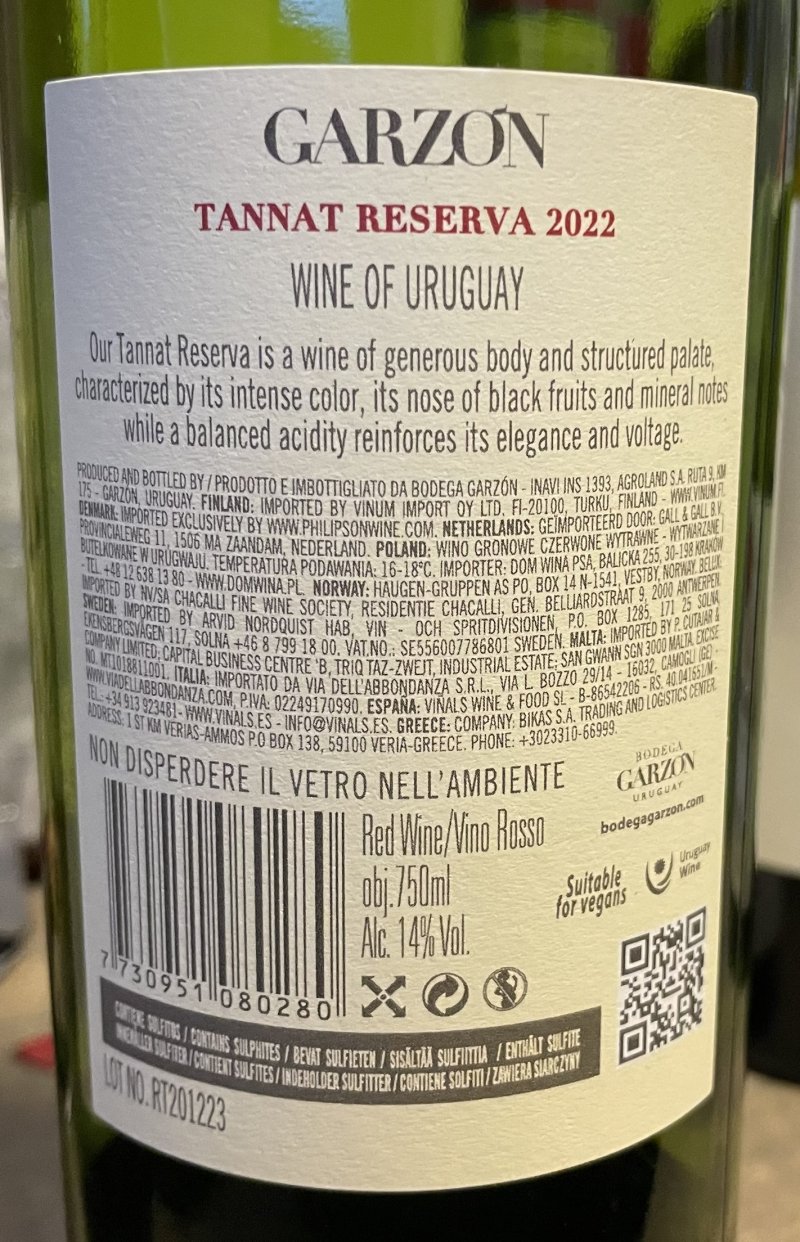 GARZÓN
TANNAT RESERVA 2022
WINE OF URUGUAY
Our Tannat Reserva is a wine of generous body and structured palate,
characterized by its intense color, its nose of black fruits and mineral notes
while a balanced acidity reinforces its elegance and voltage.
PRODUCED AND BOTTLED BY / PRODOTTO E IMBOTTIGLIATO DA BODEGA GARZÓN - INAVI INS 1393, AGROLAND S.A. RUTA 9, KM
175 - GARZÓN, URUGUAY. FINLAND: IMPORTED BY VINUM IMPORT OY LTD. FI-20100, TURKU, FINLAND - WWW.VINUM.FI.
DENMARK: IMPORTED EXCLUSIVELY BY WWW.PHILIPSONWINE.COM. NETHERLANDS: GEÏMPORTEERD DOOR: GALL & GALL B.V.
PROVINCIALEWEG 11, 1506 MA ZAANDAM, NEDERLAND. POLAND: WINO GRONOWE CZERWONE WYTRAWNE - WYTWARZANE I
BUTELKOWANE W URUGWAJU. TEMPERATURA PODAWANIA: 16-18°C. IMPORTER: DOM WINA PSA, BALICKA 255, 30-198 KRAKÓW
- TEL +48 12 638 13 80 - WWW.DOMWINA.PL. NORWAY: HAUGEN-GRUPPEN AS PO, BOX 14 N-1541, VESTBY, NORWAY. BELUX:
IMPORTED BY NV/SA CHACALLI FINE WINE SOCIETY, RESIDENTIE CHACALLI, GEN. BELLIARDSTRAAT 9, 2000 ANTWERPEN.
SWEDEN: IMPORTED BY ARVID NORDQUIST HAB, VIN - OCH SPRITDIVISIONEN, P.O. BOX 1285, 171 25 SOLNA,
EKENSBERGSVÄGEN 117, SOLNA +46 8 799 18 00. VAT.NO.: SE556007786801 SWEDEN. MALTA: IMPORTED BY P. CUTAJAR &
COMPANY LIMITED; CAPITAL BUSINESS CENTRE 'B, TRIQ TAZ-ZWEJT, INDUSTRIAL ESTATE; SAN GWANN SGN 3000 MALTA, EXCISE
NO. MT1018811001. ITALIA: IMPORTATO DA VIA DELL'ABBONDANZA S.R.L., VIA L. BOZZO 29/14 - 16032, CAMOGLI (GE) -
WWW.VIADELLABBONDANZA.COM, P.IVA: 02249170990. ESPAÑA: VIÑALS WINE & FOOD SL - B-86542206 - RS. 40.041651/M -
TEL.: +34 913 923481- WWW.VINALS.ES - INFO@VINALS.ES. GREECE: COMPANY: BIKAS S.A. TRADING AND LOGISTICS CENTER.
ADDRESS: 1 ST KM VERIAS-AMMOS P.O BOX 138, 59100 VERIA-GREECE. PHONE: +3023310-66999.
NON DISPERDERE IL VETRO NELL'AMBIENTE
BODEGA
GARZÓN
URUGUAY
bodegagarzon.com
Red Wine/Vino Rosso
obj.750ml
Alc. 14% Vol.
Suitable
for vegans
Uruguay
Wine
7 730951 080280
CONTIENE SULFITOS / CONTAINS SULPHITES / BEVAT SULFIETEN / SISÄLTÄÄ SULFIITTIA / ENTHÄLT SULFITE
INNEHÅLLER SULFITER / CONTIENT SULFITES / INDEHOLDER SULFITTER / CONTIENE SOLFITI / ZAWIERA SIARCZYNY
LOT NO. RT201223